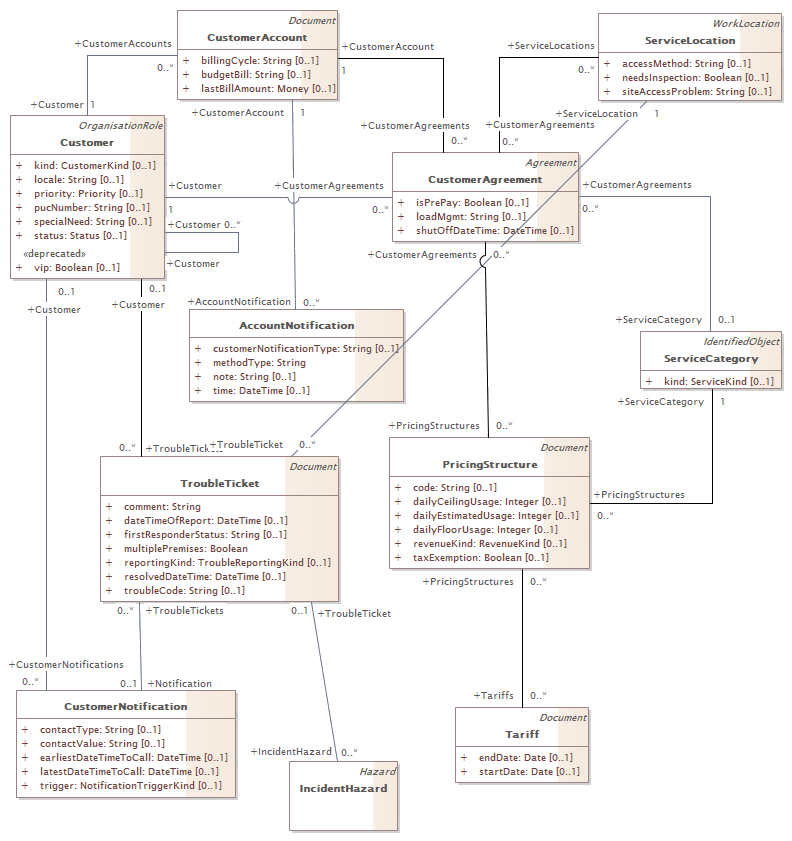 Document
CustomerAccount
+ billingCycle: String [0..1]
+ budgetBill: String [0..1]
+ lastBillAmount: Money [0..1]
WorkLocation
ServiceLocation
+ accessMethod: String [0..1]
+ needsInspection: Boolean [0..1]
+ siteAccessProblem: String [0..1]
+CustomerAccounts
0..*
+CustomerAccount
1
+ServiceLocations
0..*
+Customer 1
+CustomerAccount 1
+CustomerAgreements
0..*
+CustomerAgreements
0..*
+ServiceLocation 1
OrganisationRole
Customer
+ kind: CustomerKind [0..1]
+ locale: String [0..1]
+ priority: Priority [0..1]
+ pucNumber: String [0..1]
+ specialNeed: String [0..1]
+ status: Status [0..1]
«deprecated»
+ vip: Boolean [0..1]
+Customer
1
+CustomerAgreements
0..*
+Customer 0..*
+Customer
Agreement
CustomerAgreement
+ isPrePay: Boolean [0..1]
+ loadMgmt: String [0..1]
+ shutOffDateTime: DateTime [0..1]
+CustomerAgreements
0..*
+CustomerAgreements 0..*
0..1
+Customer
0..1
+Customer
+AccountNotification 0..*
AccountNotification
+ customerNotificationType: String [0..1]
+ methodType: String
+ note: String [0..1]
+ time: DateTime [0..1]
+ServiceCategory 0..1
IdentifiedObject
ServiceCategory
+ kind: ServiceKind [0..1]
+ServiceCategory 1
+PricingStructures 0..*
0..* +TroubleTickets
+TroubleTicket 0..*
Document
TroubleTicket
+ comment: String
+ dateTimeOfReport: DateTime [0..1]
+ firstResponderStatus: String [0..1]
+ multiplePremises: Boolean
+ reportingKind: TroubleReportingKind [0..1]
+ resolvedDateTime: DateTime [0..1]
+ troubleCode: String [0..1]
Document
PricingStructure
+ code: String [0..1]
+ dailyCeilingUsage: Integer [0..1]
+ dailyEstimatedUsage: Integer [0..1]
+ dailyFloorUsage: Integer [0..1]
+ revenueKind: RevenueKind [0..1]
+ taxExemption: Boolean [0..1]
+PricingStructures
0..*
+PricingStructures 0..*
0..* +TroubleTickets
0..1 +TroubleTicket
+CustomerNotifications
0..*
0..1 +Notification
CustomerNotification
+ contactType: String [0..1]
+ contactValue: String [0..1]
+ earliestDateTimeToCall: DateTime [0..1]
+ latestDateTimeToCall: DateTime [0..1]
+ trigger: NotificationTriggerKind [0..1]
+IncidentHazard 0..*
Hazard
IncidentHazard
+Tariffs 0..*
Document
Tariff
+ endDate: Date [0..1]
+ startDate: Date [0..1]